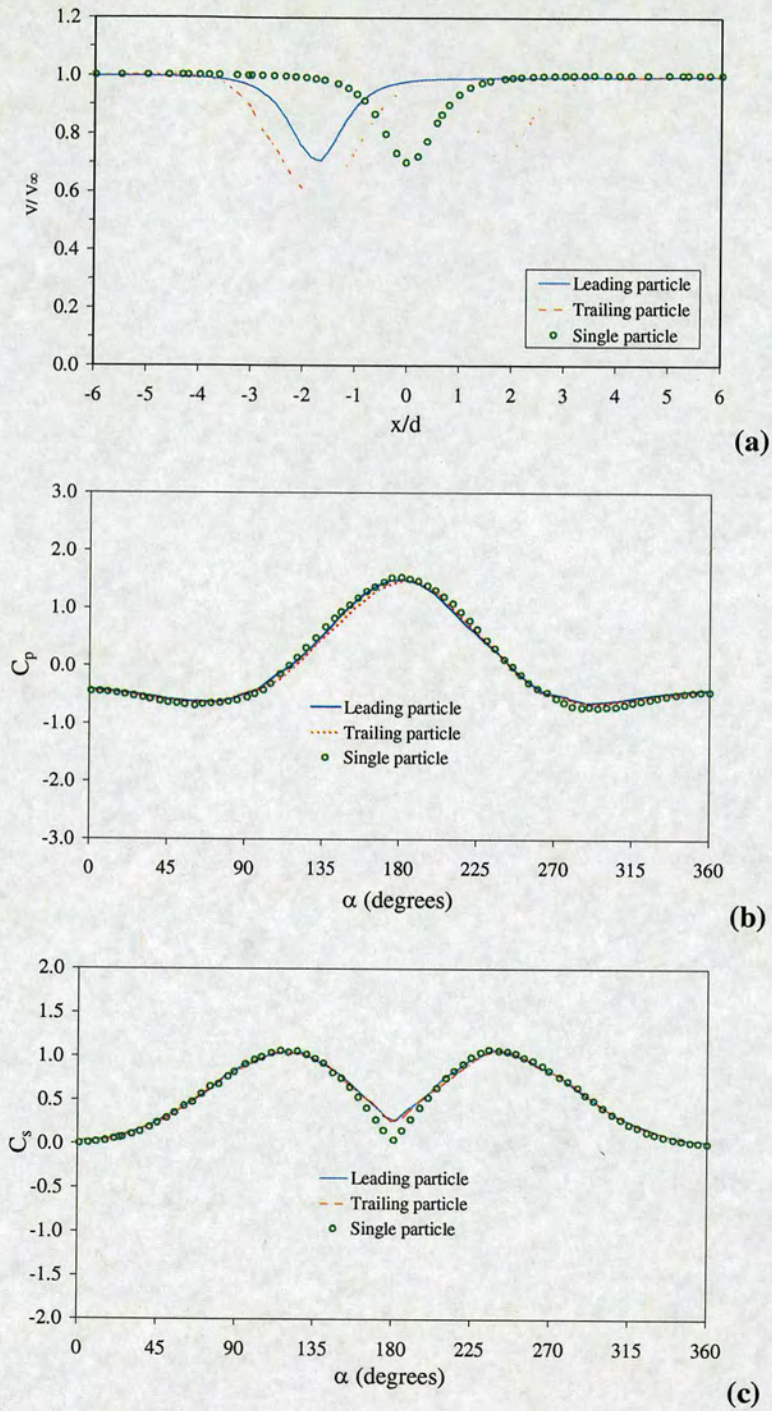 1.2
1.0
0.8
0.6
0.4
0.2
0.0
v/ v∞
Leading particle
Trailing particle
Single particle
-6 -5 -4 -3 -2 -1 0 1 2 3 4 5 6
x/d
(a)
3.0
2.0
1.0
0.0
-1.0
-2.0
-3.0
Cp
Leading particle
Trailing particle
Single particle
0 45 90 135 180 225 270 315 360
α (degrees)
(b)
2.0
1.5
1.0
0.5
0.0
-0.5
-1.0
-1.5
-2.0
Cs
Leading particle
Trailing particle
Single particle
0 45 90 135 180 225 270 315 360
α (degrees)
(c)